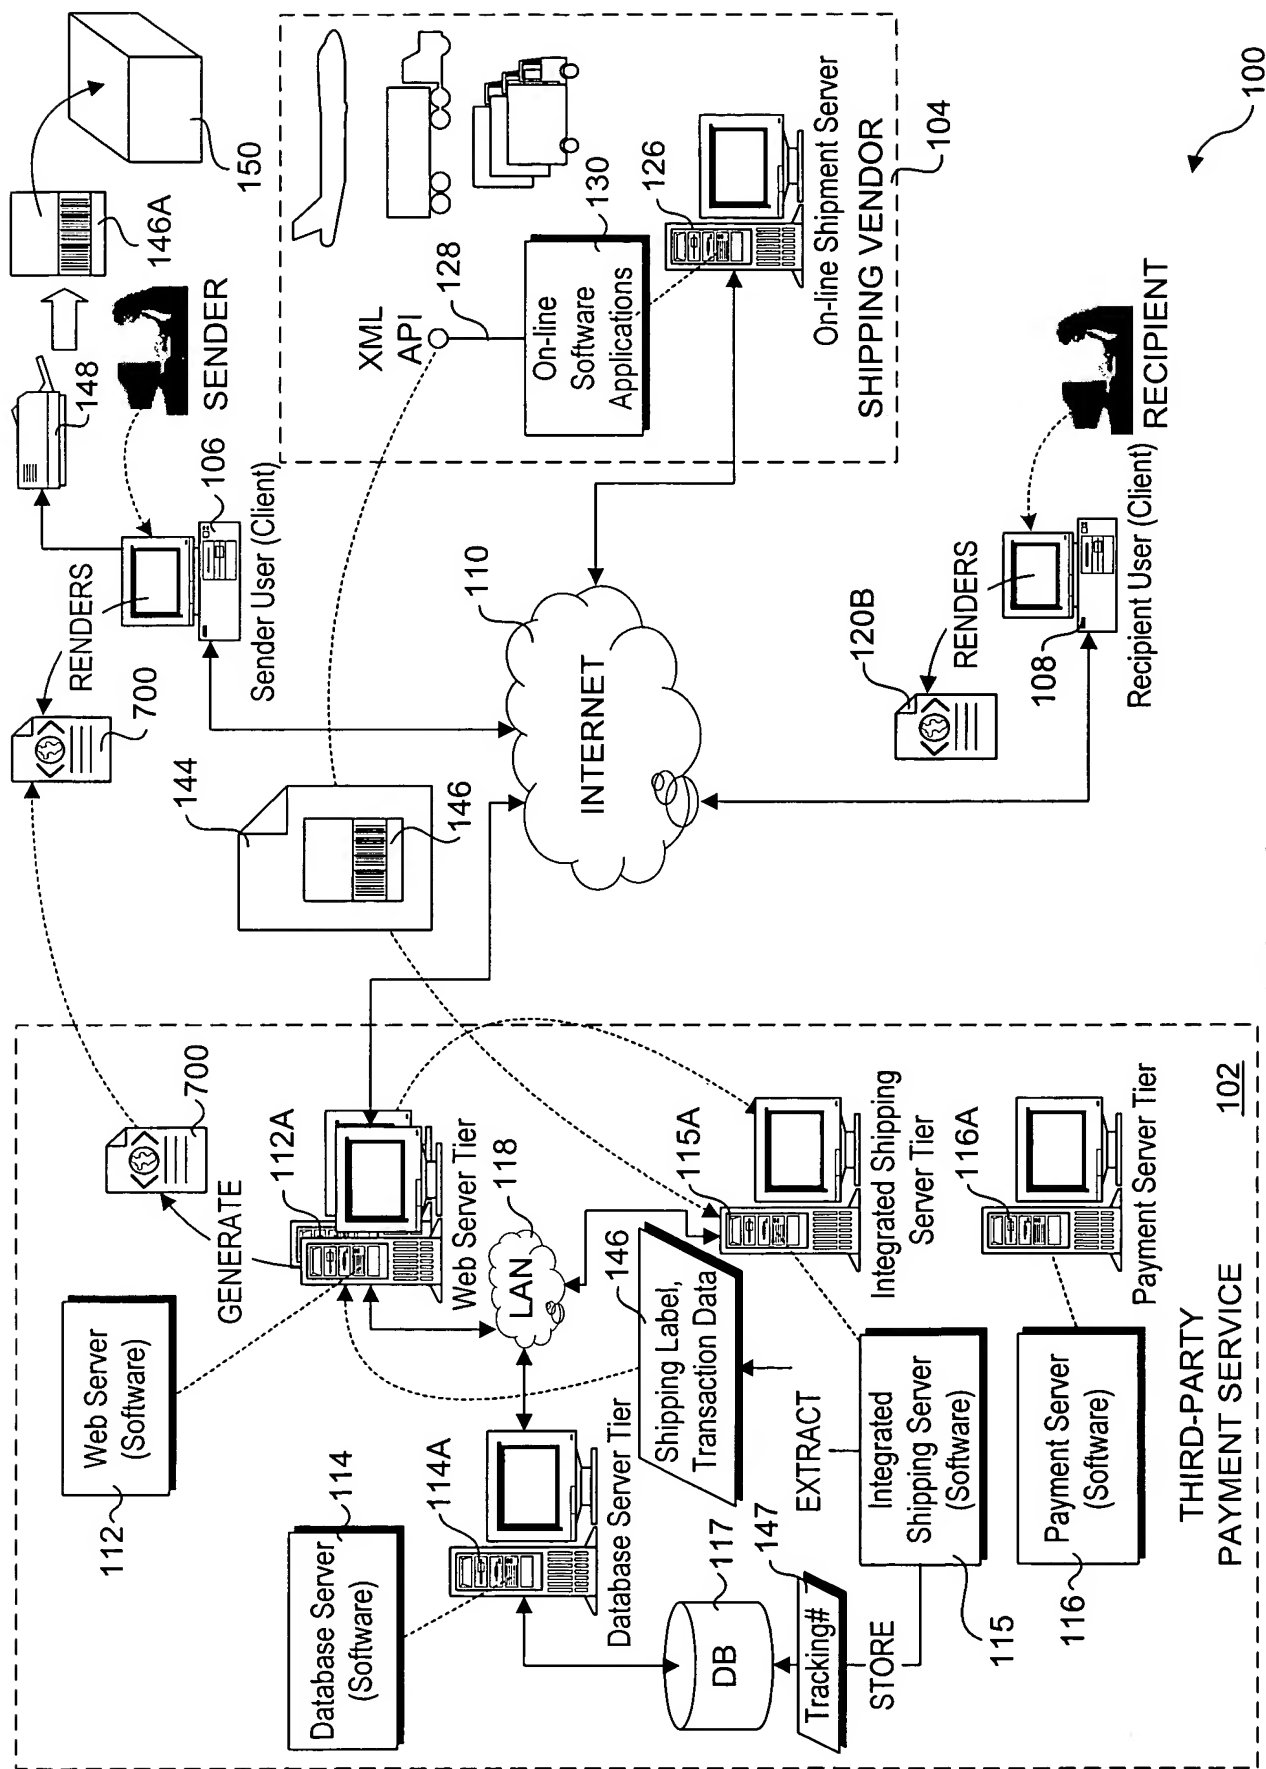 THIRD-PARTY
PAYMENT SERVICE
102
Web Server
(Software)
112
GENERATE
700
112A
Web Server Tier
Database Server
(Software)
114
114A
Database Server Tier
118
LAN
DB
117
Tracking#
147
STORE
EXTRACT
Shipping Label,
Transaction Data
146
115A
Integrated Shipping
Server Tier
Integrated
Shipping Server
(Software)
115
116A
Payment Server Tier
Payment Server
(Software)
116
700
RENDERS
144
146
106
Sender User (Client)
148
SENDER
146A
150
INTERNET
110
XML
API
128
On-line
Software
Applications
130
126
On-line Shipment Server
SHIPPING VENDOR
104
120B
RENDERS
108
Recipient User (Client)
RECIPIENT
100